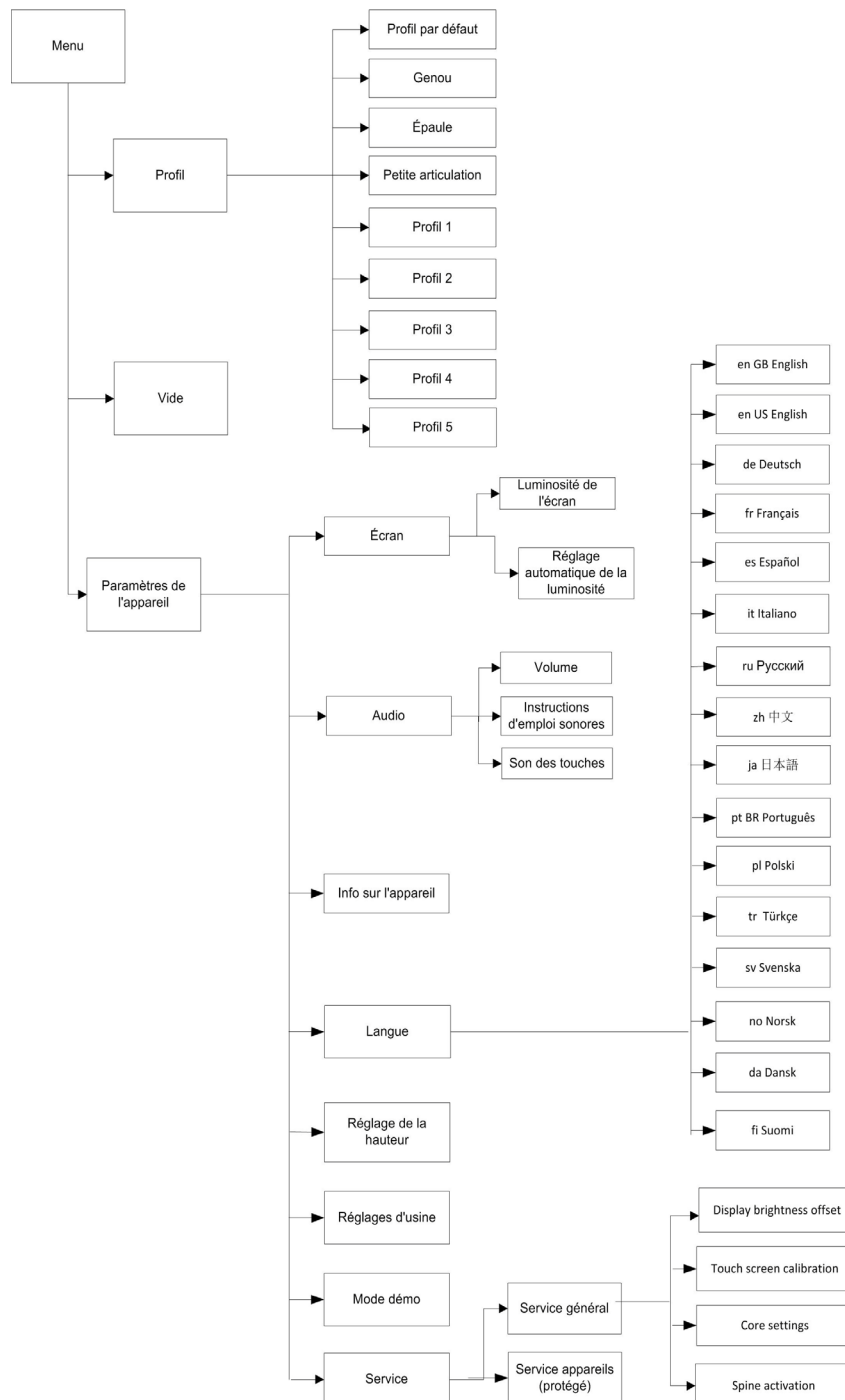 Menu
Profil
Profil par défaut
Genou
Épaule
Petite articulation
Profil 1
Profil 2
Profil 3
Profil 4
Profil 5
Vide
Paramètres de
l'appareil
Écran
Luminosité de
l'écran
Réglage
automatique de la
luminosité
Audio
Volume
Instructions
d'emploi sonores
Son des touches
Info sur l'appareil
Langue
en GB English
en US English
de Deutsch
fr Français
es Español
it Italiano
ru Русский
zh 中文
ja 日本語
pt BR Português
pl Polski
tr Türkçe
sv Svenska
no Norsk
da Dansk
fi Suomi
Réglage de la
hauteur
Réglages d'usine
Mode démo
Service
Service général
Display brightness offset
Touch screen calibration
Core settings
Spine activation
Service appareils
(protégé)